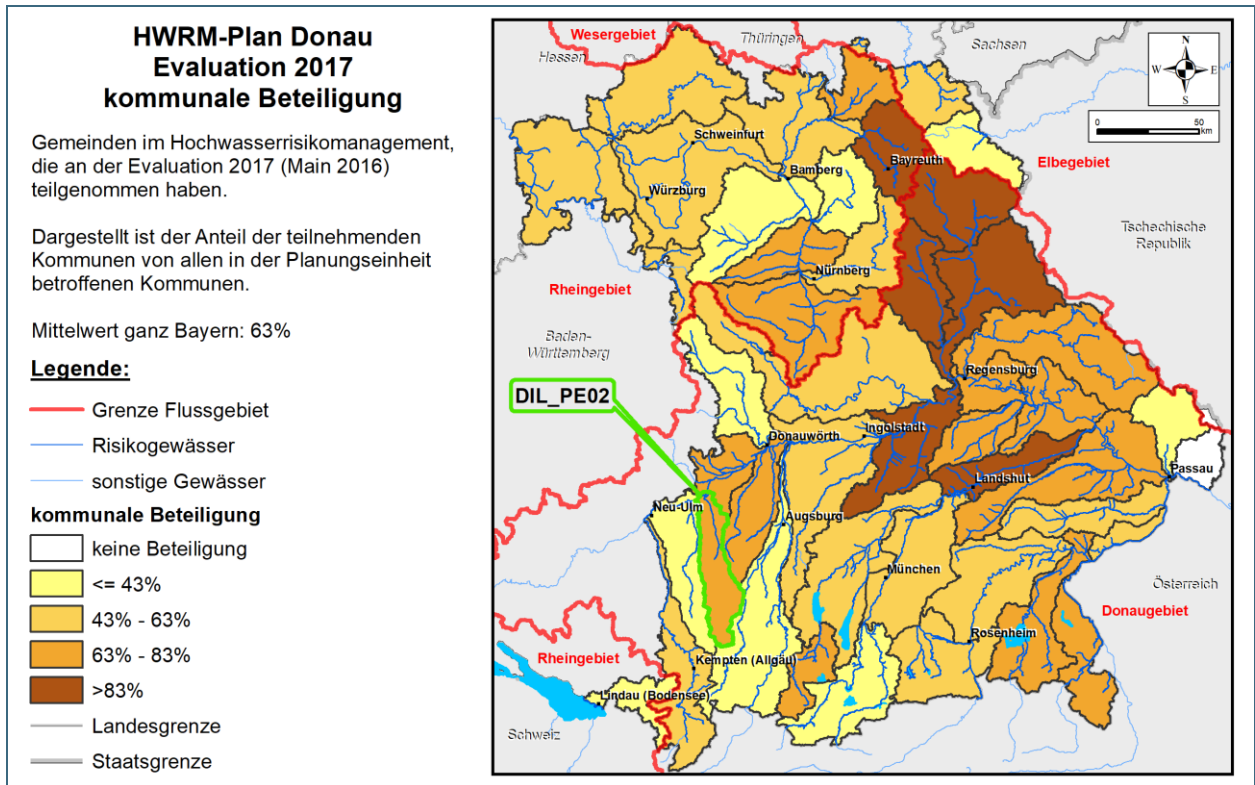 HWRM-Plan Donau
Evaluation 2017
kommunale Beteiligung
Gemeinden im Hochwasserrisikomanagement,
die an der Evaluation 2017 (Main 2016)
teilgenommen haben.
Dargestellt ist der Anteil der teilnehmenden
Kommunen von allen in der Planungseinheit
betroffenen Kommunen.
Mittelwert ganz Bayern: 63%
Legende:
Grenze Flussgebiet
Risikogewässer
sonstige Gewässer
kommunale Beteiligung
keine Beteiligung
<= 43%
43% - 63%
63% - 83%
>83%
Landesgrenze
Staatsgrenze
Wesergebiet
Thüringen
Sachsen
Hessen
N
W
E
S
0
50
km
Schweinfurt
Bayreuth
Elbegebiet
Bamberg
Würzburg
Tschechische
Republik
Nürnberg
Rheingebiet
Baden-
Württemberg
Regensburg
DIL_PE02
Ingolstadt
Donauwörth
Passau
Landshut
Neu-Ulm
Augsburg
München
Österreich
Donaugebiet
Rosenheim
Rheingebiet
Kempten (Allgäu)
Lindau (Bodensee)
Schweiz